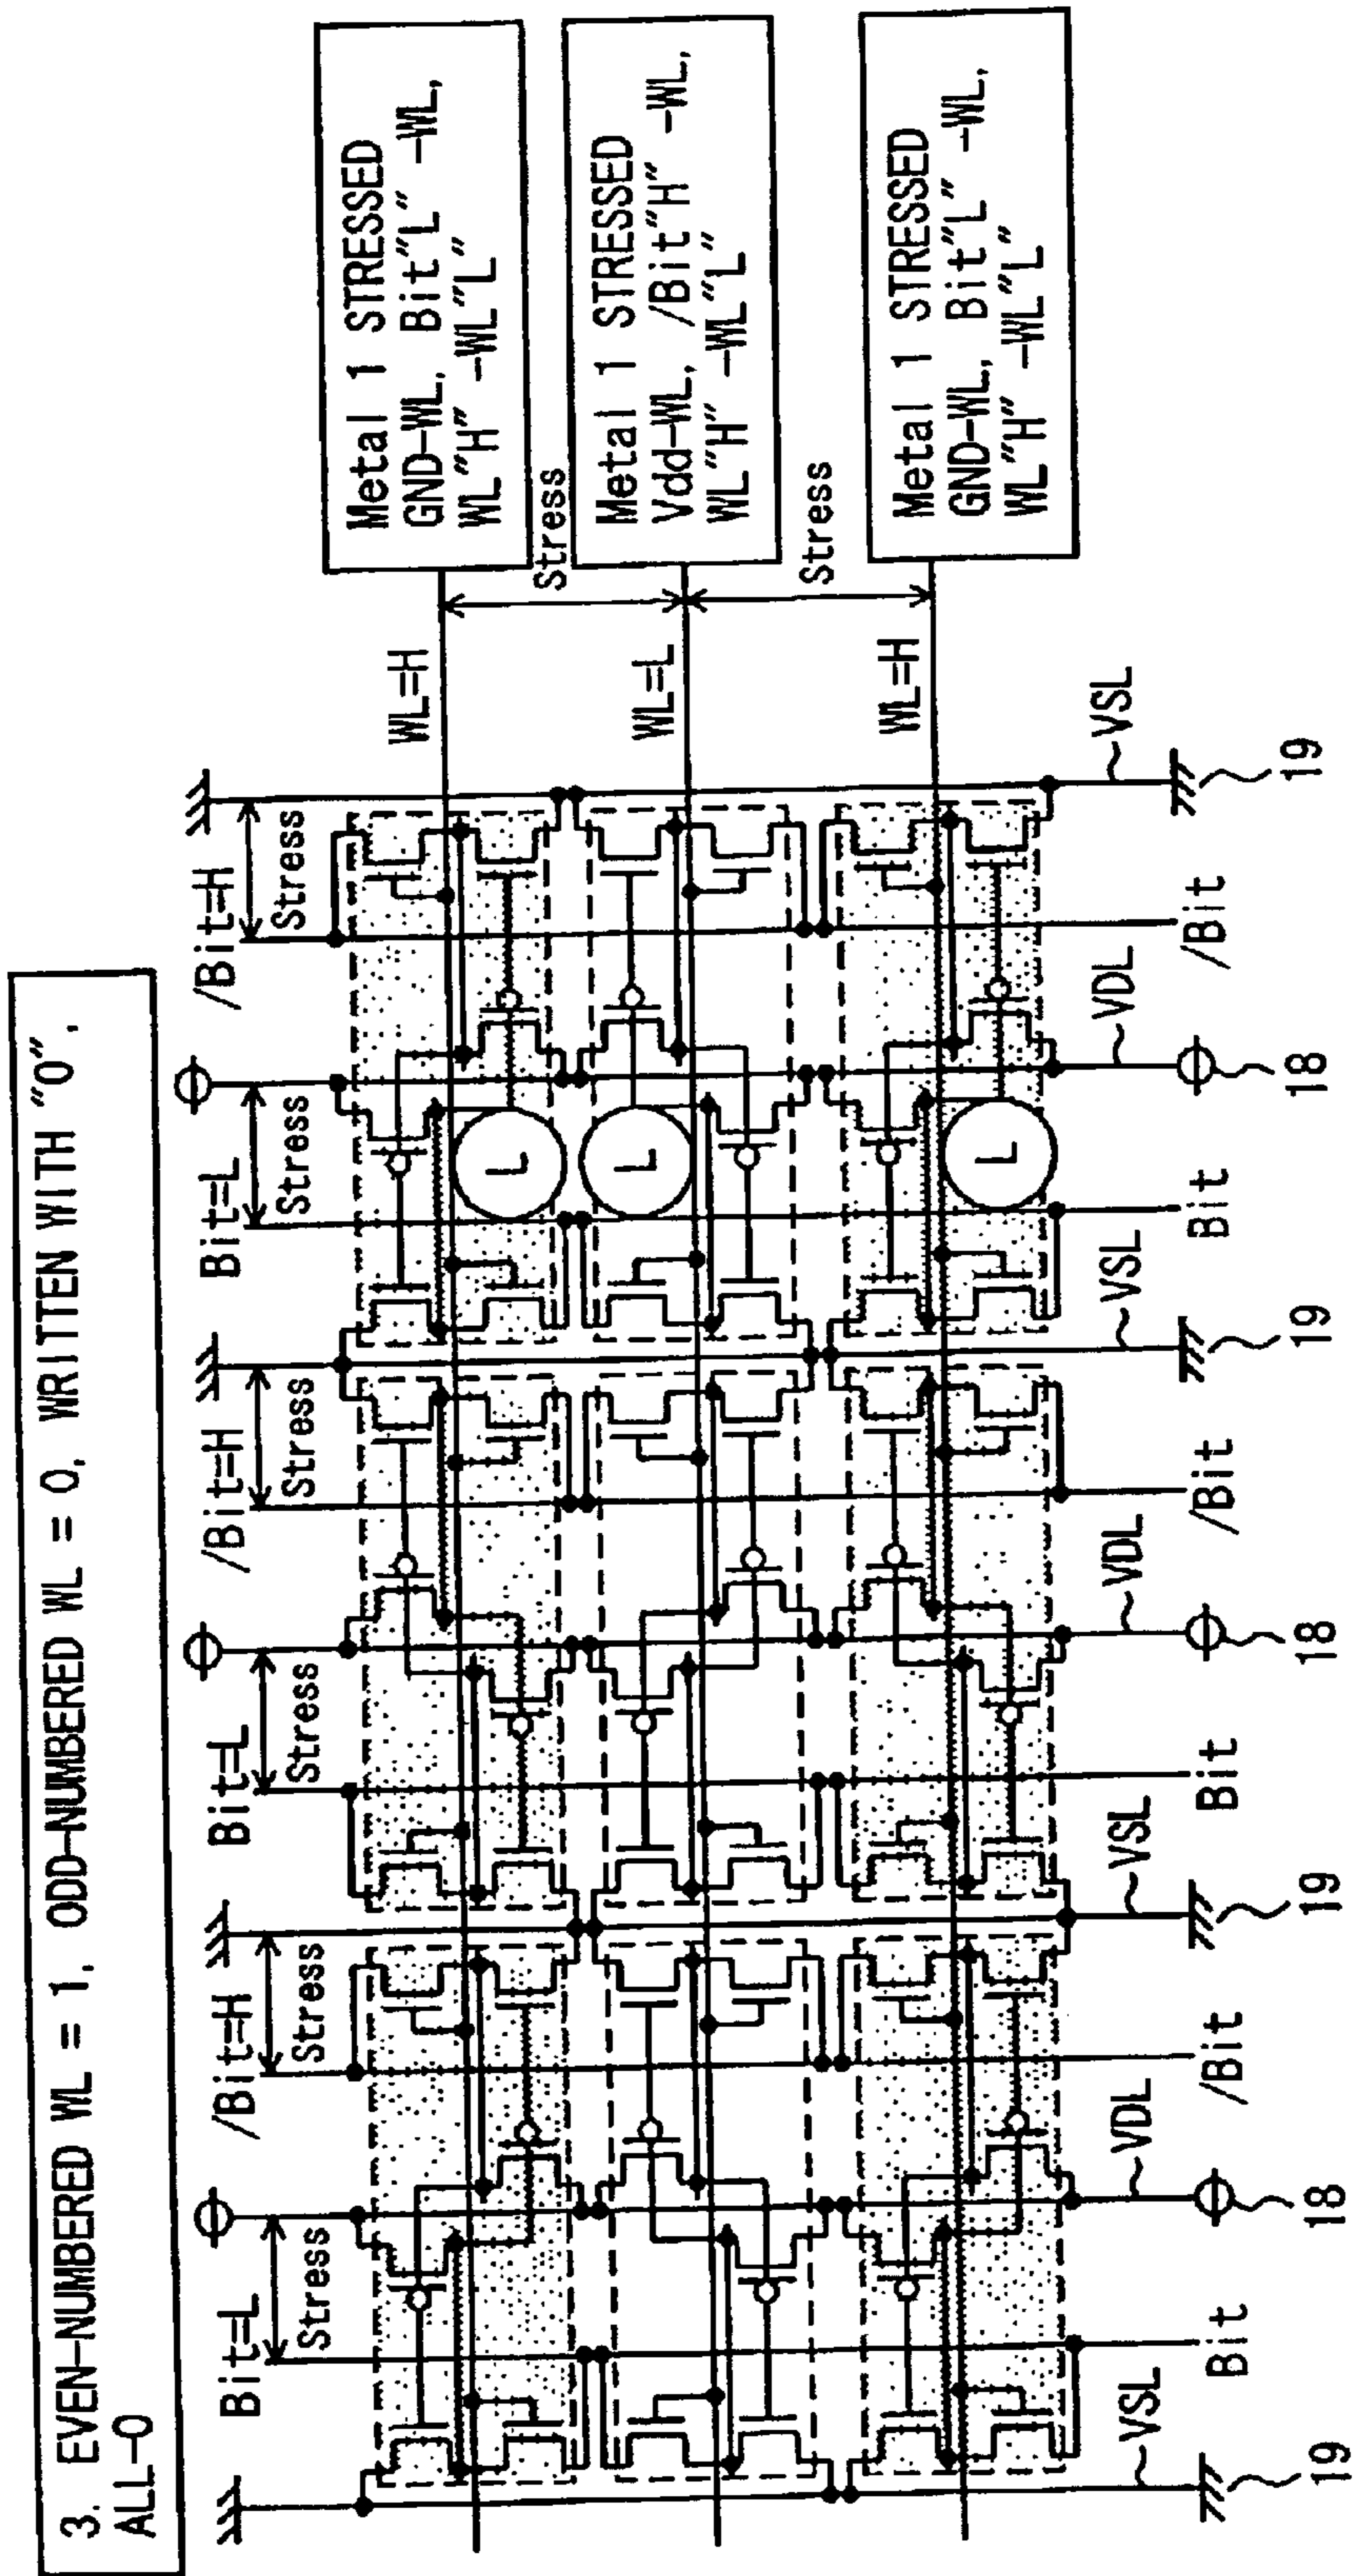 3. EVEN-NUMBERED WL = 1, ODD-NUMBERED WL = 0, WRITTEN WITH "0",
ALL-0
Bit=L
/Bit=H
Bit=L
/Bit=H
Bit=L
/Bit=H
Stress
Stress
Stress
Stress
Stress
Stress
WL=H
Metal 1 STRESSED
GND-WL, Bit"L" -WL,
WL"H" -WL"L"
Stress
L
L
WL=L
Metal 1 STRESSED
Vdd-WL, /Bit"H" -WL,
WL"H" -WL"L"
Stress
L
WL=H
Metal 1 STRESSED
GND-WL, Bit"L" -WL,
WL"H" -WL"L"
VSL
Bit
VDL
/Bit
VSL
Bit
VDL
/Bit
VSL
Bit
VDL
/Bit
VSL
19
18
19
18
19
18
19